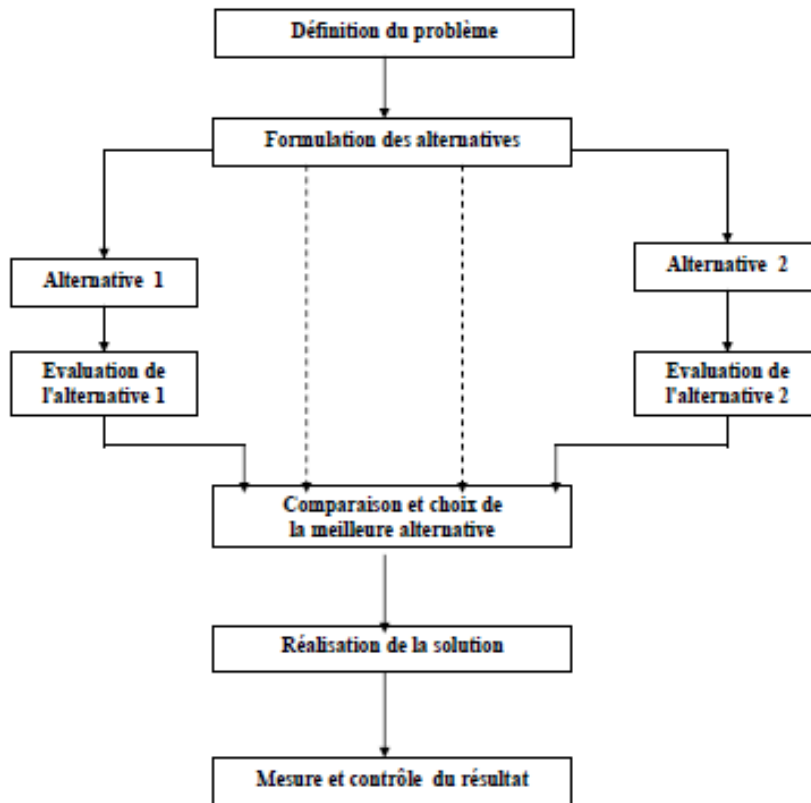 Définition du problème
Formulation des alternatives
Alternative 1
Alternative 2
Evaluation de
l'alternative 1
Evaluation de
l'alternative 2
Comparaison et choix de
la meilleure alternative
Réalisation de la solution
Mesure et contrôle du résultat